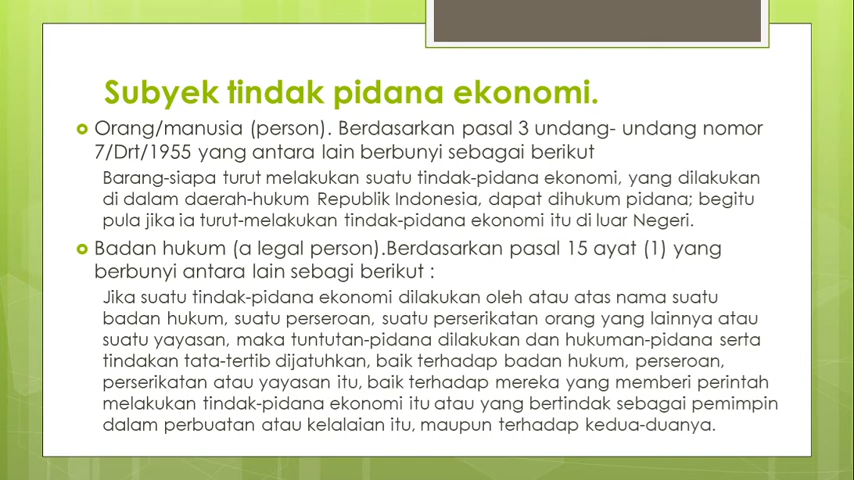 Subyek tindak pidana ekonomi.
Orang/manusia (person). Berdasarkan pasal 3 undang- undang nomor
7/Drt/1955 yang antara lain berbunyi sebagai berikut
Barang-siapa turut melakukan suatu tindak-pidana ekonomi, yang dilakukan
di dalam daerah-hukum Republik Indonesia, dapat dihukum pidana; begitu
pula jika ia turut-melakukan tindak-pidana ekonomi itu di luar Negeri.
Badan hukum (a legal person).Berdasarkan pasal 15 ayat (1) yang
berbunyi antara lain sebagi berikut :
Jika suatu tindak-pidana ekonomi dilakukan oleh atau atas nama suatu
badan hukum, suatu perseroan, suatu perserikatan orang yang lainnya atau
suatu yayasan, maka tuntutan-pidana dilakukan dan hukuman-pidana serta
tindakan tata-tertib dijatuhkan, baik terhadap badan hukum, perseroan,
perserikatan atau yayasan itu, baik terhadap mereka yang memberi perintah
melakukan tindak-pidana ekonomi itu atau yang bertindak sebagai pemimpin
dalam perbuatan atau kelalaian itu, maupun terhadap kedua-duanya.